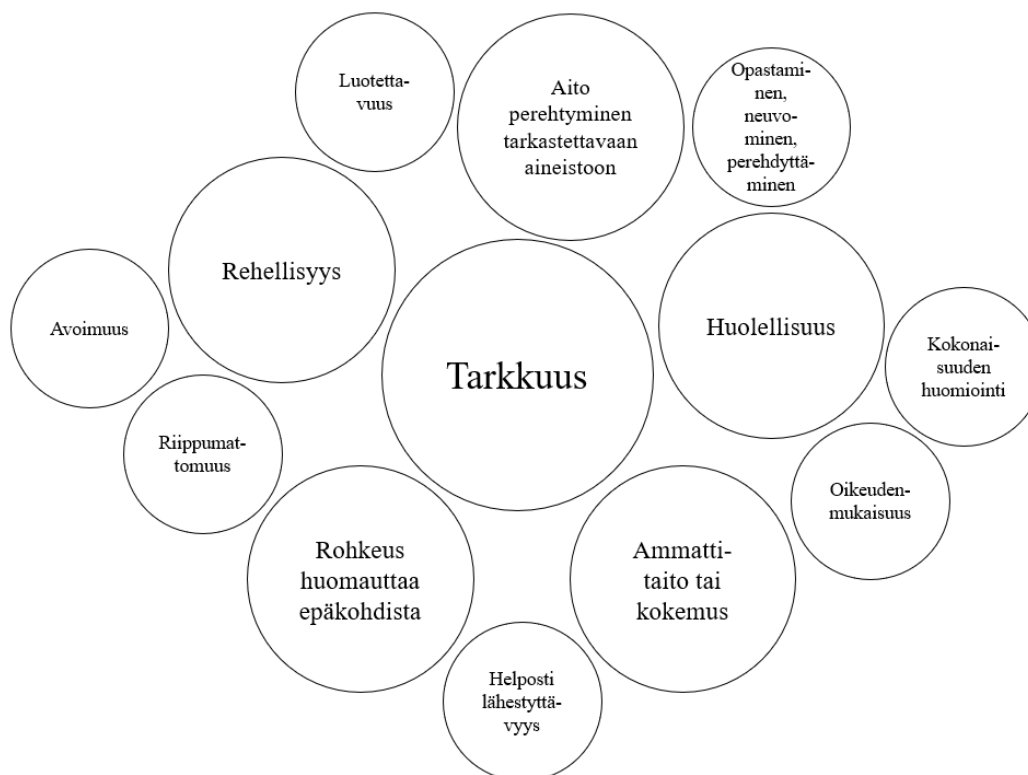 Luotetta-
vuus
Aito
perehtyminen
tarkastettavaan
aineistoon
Opastami-
nen,
neuvo-
minen,
perehdyttä-
minen
Rehellisyys
Avoimuus
Huolellisuus
Kokonai-
suuden
huomiointi
Tarkkuus
Riippumat-
tomuus
Oikeuden-
mukaisuus
Rohkeus
huomauttaa
epäkohdista
Ammatti-
taito tai
kokemus
Helposti
lähestyttä-
vyys